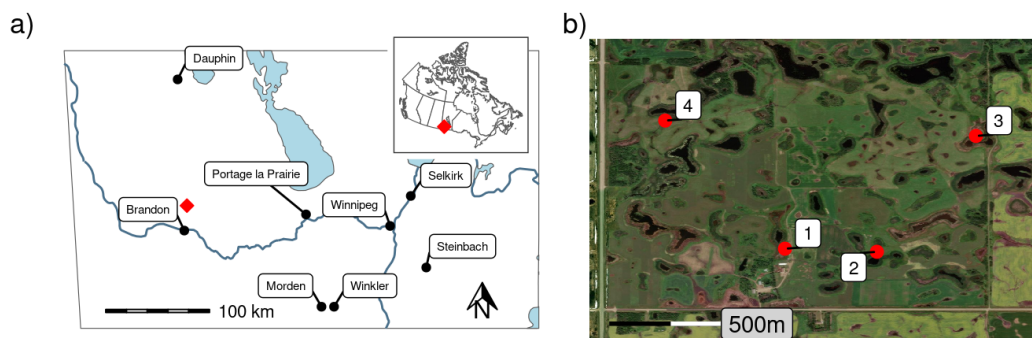 a)
Dauphin
Portage la Prairie
Selkirk
Brandon
Winnipeg
Steinbach
Morden
Winkler
100 km
N
b)
4
3
1
2
500m